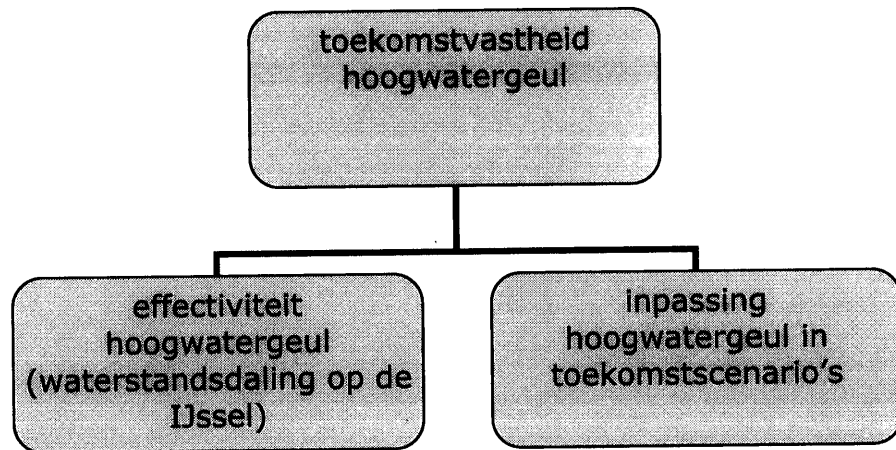 toekomstvastheid
hoogwatergeul
effectiviteit
hoogwatergeul
(waterstandsdaling op de
IJssel)
inpassing
hoogwatergeul in
toekomstscenario's